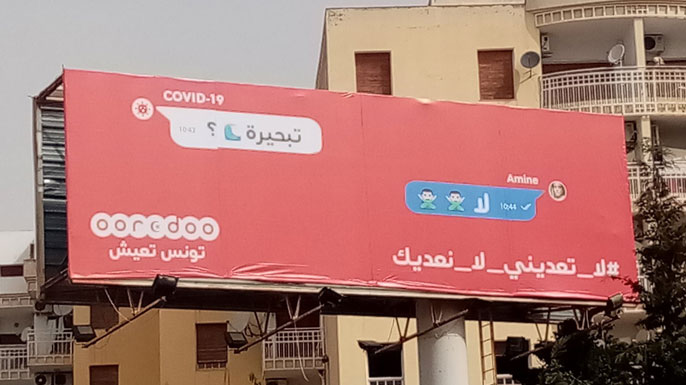 COVID-19
تبحيرة 🌊 ؟
10:43
Amine
لا 🙅‍♂️ 🙅‍♂️
10:44
ooredoo
تونس تعيش
#لا_تعديني_لا_نعديك